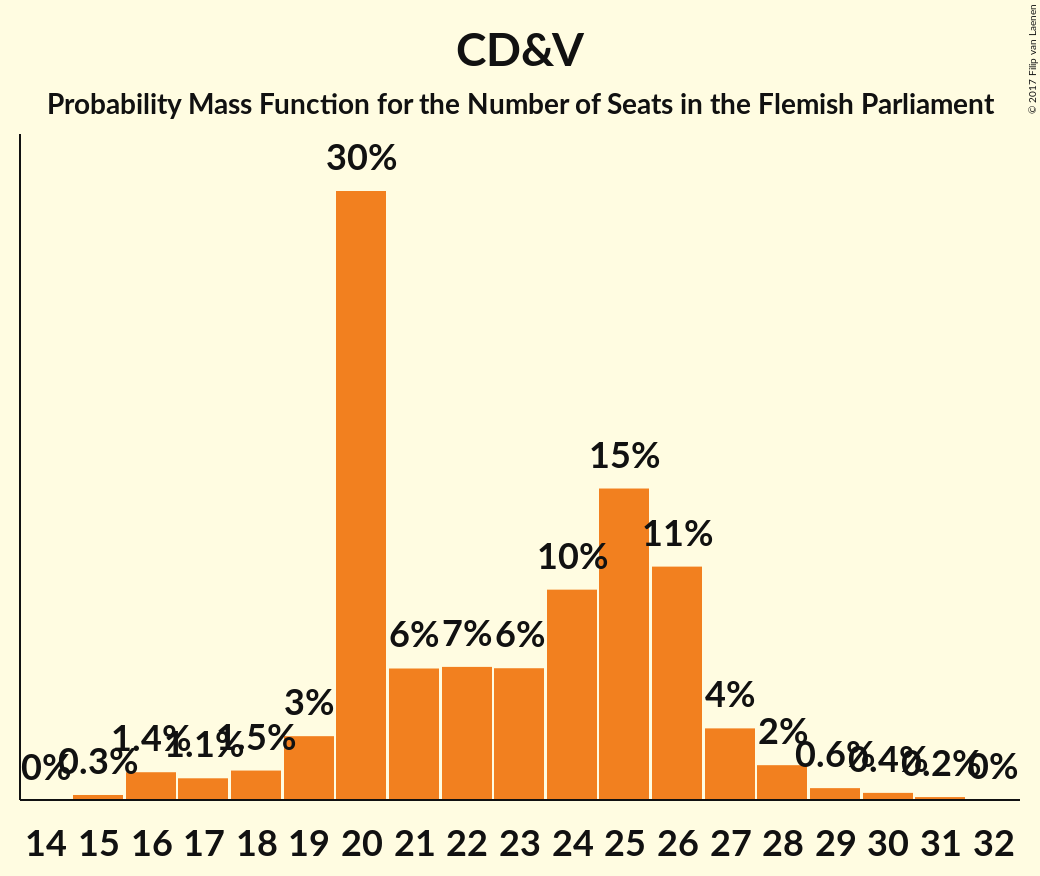 CD&V
Probability Mass Function for the Number of Seats in the Flemish Parliament
© 2017 Filip van Laenen
0% 0.3% 1.4% 1.1% 1.5% 3% 30% 6% 7% 6% 10% 15% 11% 4% 2% 0.6% 0.4% 0.2% 0%
14 15 16 17 18 19 20 21 22 23 24 25 26 27 28 29 30 31 32